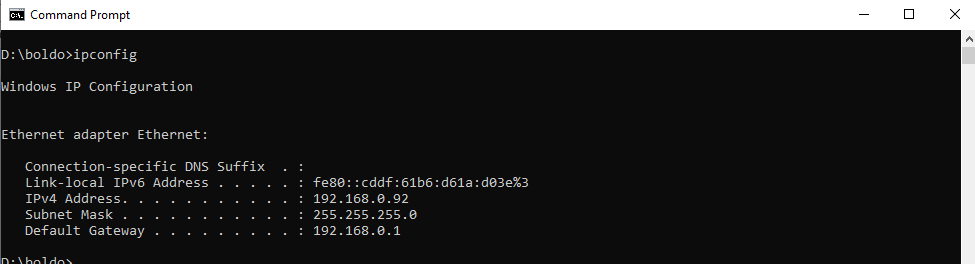 Command Prompt
D:\boldo>ipconfig
Windows IP Configuration
Ethernet adapter Ethernet:
Connection-specific DNS Suffix  . :
Link-local IPv6 Address . . . . . : fe80::cddf:61b6:d61a:d03e%3
IPv4 Address. . . . . . . . . . . : 192.168.0.92
Subnet Mask . . . . . . . . . . . : 255.255.255.0
Default Gateway . . . . . . . . . : 192.168.0.1
D:\boldo>